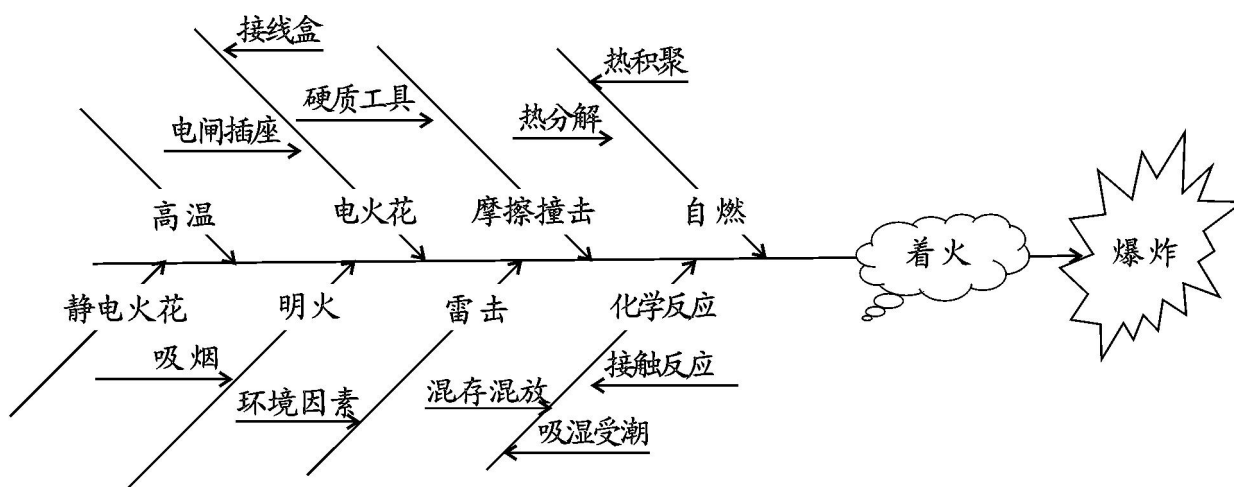 接线盒
硬质工具
热积聚
电闸插座
热分解
高温
电火花
摩擦撞击
自燃
着火
爆炸
静电火花
明火
雷击
化学反应
吸烟
环境因素
混存混放
接触反应
吸湿受潮